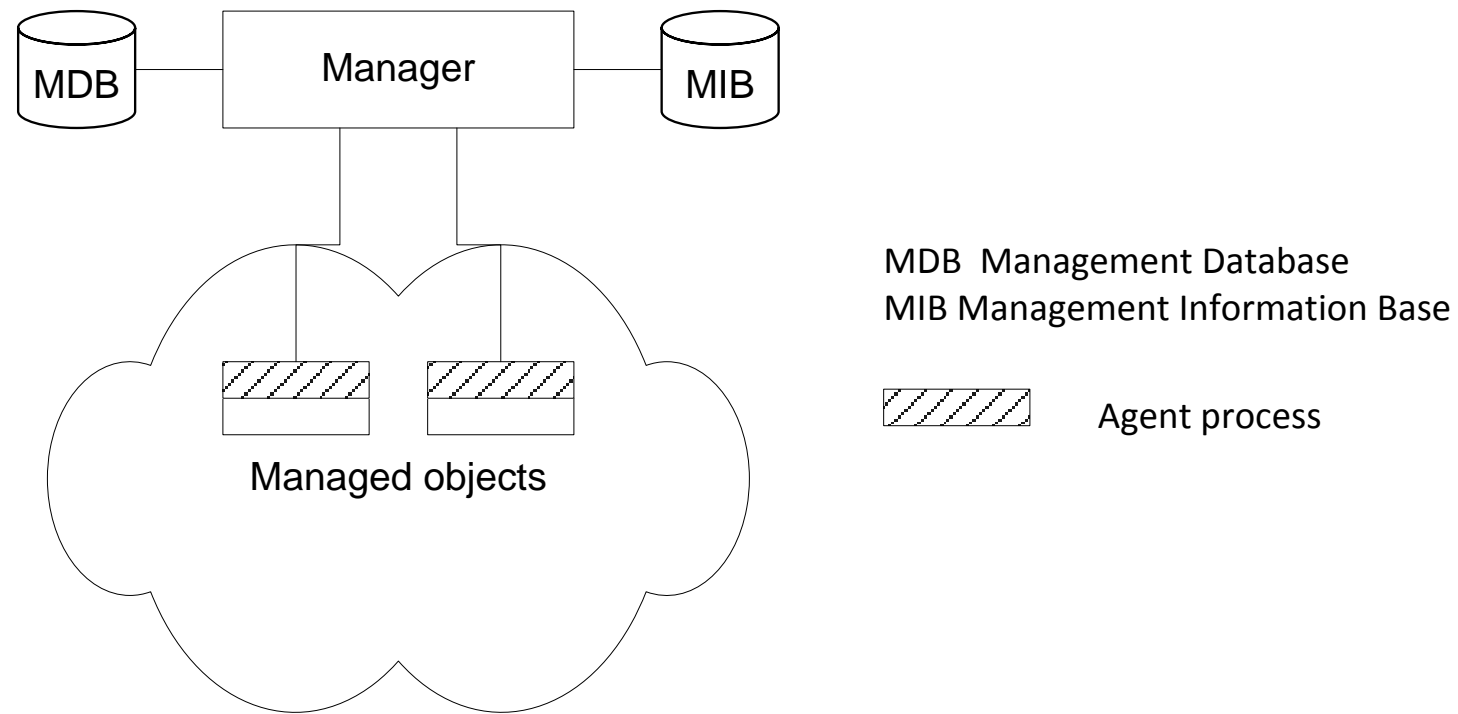 MDB
Manager
MIB
Managed objects
MDB Management Database
MIB Management Information Base
Agent process